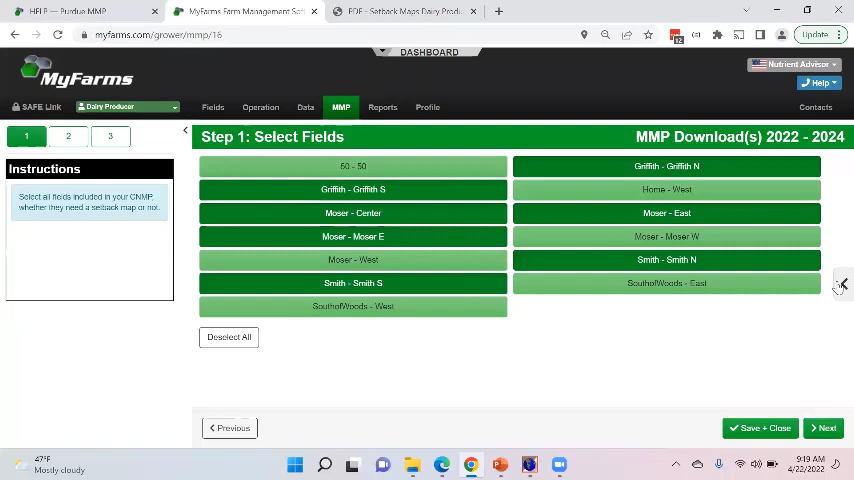 HELP — Purdue MMP
MyFarms Farm Management Soft
PDF - Setback Maps Dairy Produ
myfarms.com/grower/mmp/16
Update
DASHBOARD
MyFarms
Nutrient Advisor
Help
SAFE Link
Dairy Producer
Fields
Operation
Data
MMP
Reports
Profile
Contacts
1
2
3
Step 1: Select Fields
MMP Download(s) 2022 - 2024
Instructions
Select all fields included in your CNMP,
whether they need a setback map or not.
50 - 50
Griffith - Griffith N
Griffith - Griffith S
Home - West
Moser - Center
Moser - East
Moser - Moser E
Moser - Moser W
Moser - West
Smith - Smith N
Smith - Smith S
SouthofWoods - East
SouthofWoods - West
Deselect All
Previous
Save + Close
Next
47°F
Mostly cloudy
9:19 AM
4/22/2022